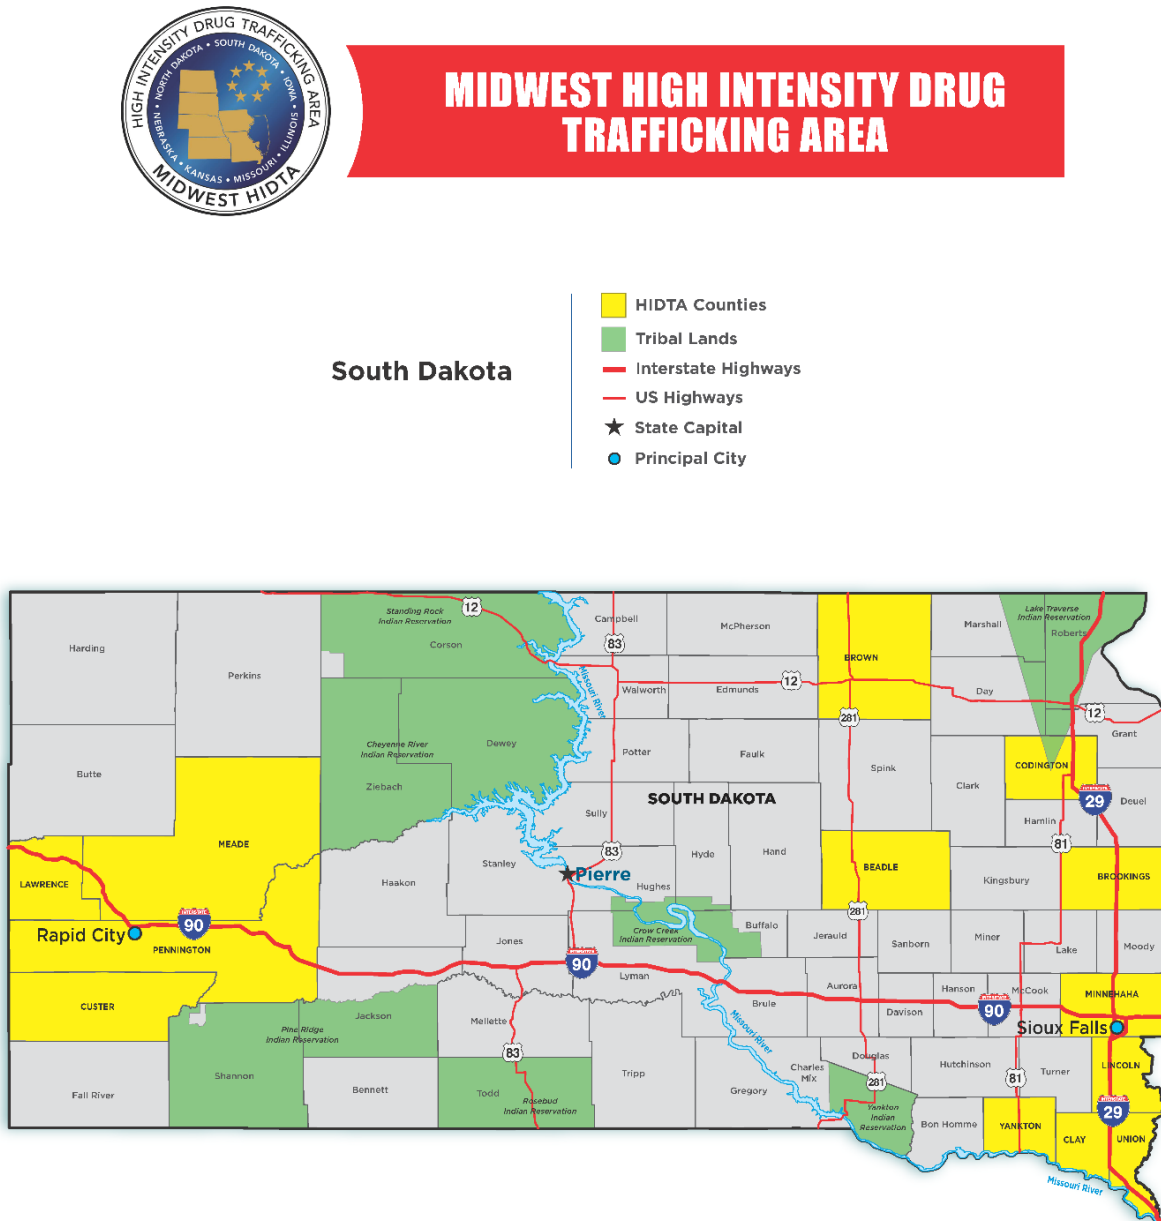 HIGH INTENSITY DRUG TRAFFICKING AREA
NORTH DAKOTA • SOUTH DAKOTA • IOWA • ILLINOIS • MISSOURI • KANSAS • NEBRASKA
MIDWEST HIDTA
MIDWEST HIGH INTENSITY DRUG
TRAFFICKING AREA
South Dakota
HIDTA Counties
Tribal Lands
Interstate Highways
US Highways
State Capital
Principal City
Standing Rock
Indian Reservation
12
Corson
Harding
Perkins
Campbell
83
McPherson
BROWN
Marshall
Lake Traverse
Indian Reservation
Roberts
Missouri River
Walworth
Edmunds
12
Day
281
12
Grant
Butte
Cheyenne River
Indian Reservation
Dewey
Ziebach
Potter
Faulk
Spink
Clark
CODINGTON
INTERSTATE
29
Deuel
SOUTH DAKOTA
Sully
Hamlin
81
MEADE
LAWRENCE
Haakon
Stanley
83
Hyde
Hand
BEADLE
Kingsbury
BROOKINGS
Pierre
Hughes
281
INTERSTATE
90
Rapid City
PENNINGTON
Jones
Crow Creek
Indian Reservation
Buffalo
Jerauld
Sanborn
Miner
Lake
Moody
INTERSTATE
90
Lyman
CUSTER
Jackson
Mellette
Brule
Aurora
Davison
Hanson
McCook
INTERSTATE
90
MINNEHAHA
Sioux Falls
Pine Ridge
Indian Reservation
83
Missouri River
Shannon
Bennett
Todd
Rosebud
Indian Reservation
Tripp
Gregory
Charles
Mix
Douglas
281
Hutchinson
81
Turner
LINCOLN
Fall River
Yankton
Indian
Reservation
Bon Homme
YANKTON
CLAY
INTERSTATE
29
UNION
Missouri River